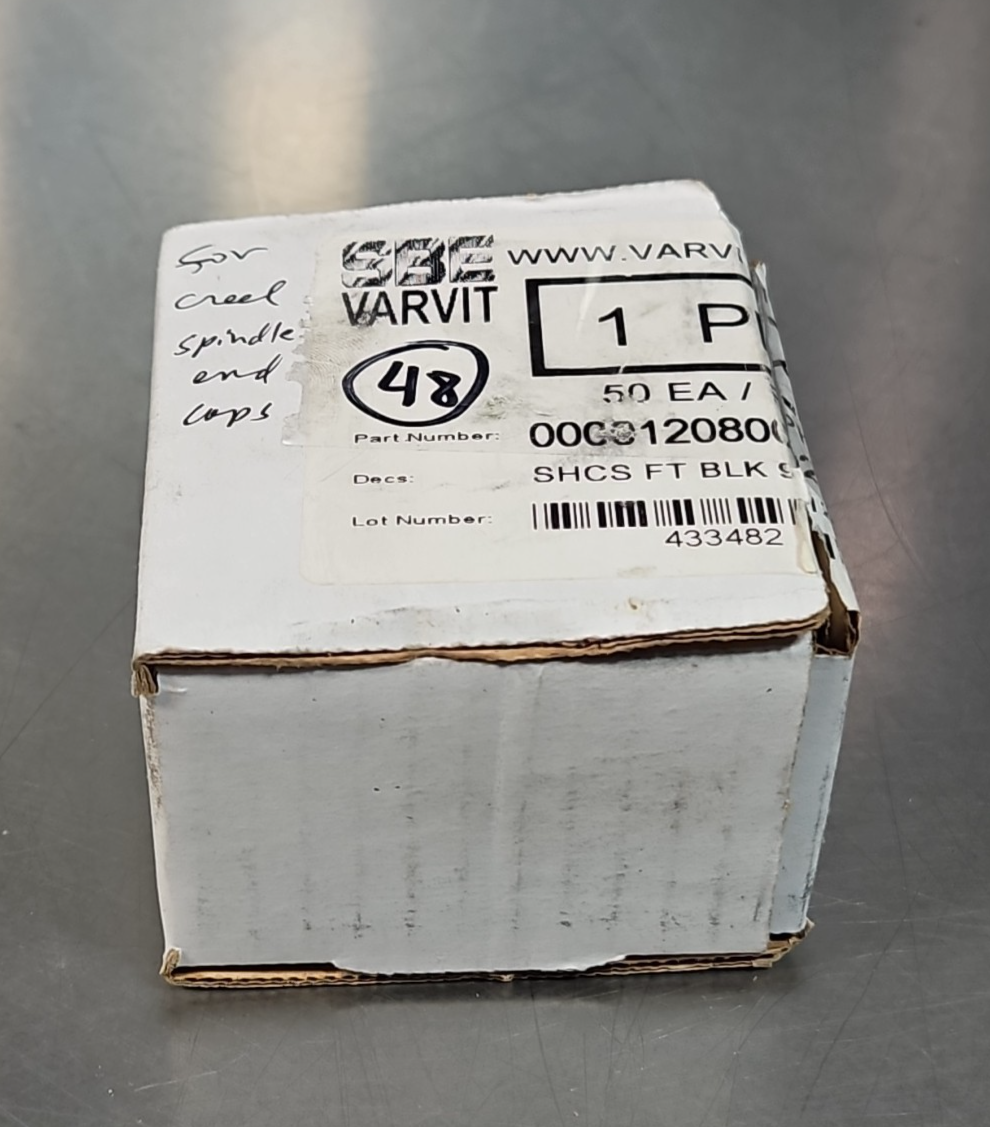 for
creel
spindle
end
caps
SBE WWW.VARVI
VARVIT
1 P
48
50 EA /
Part Number:
Decs: SHCS FT BLK 9
Lot Number:
433482